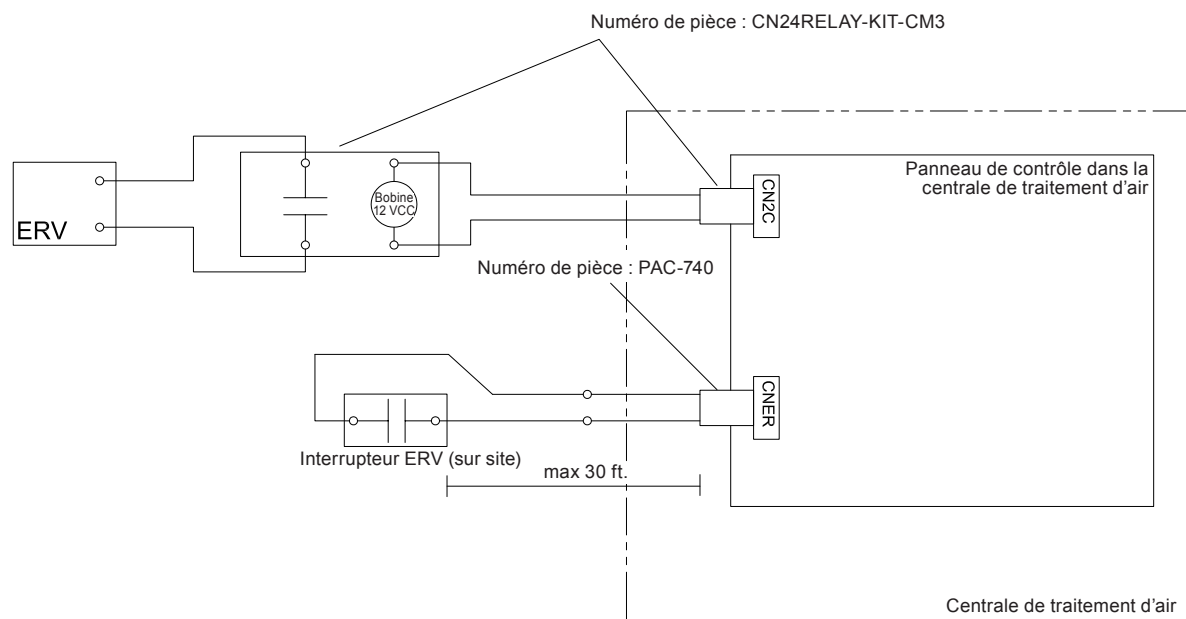 Numéro de pièce : CN24RELAY-KIT-CM3
Panneau de contrôle dans la
centrale de traitement d'air
CN2C
Bobine
12 VCC
ERV
Numéro de pièce : PAC-740
CNER
Interrupteur ERV (sur site)
max 30 ft.
Centrale de traitement d'air